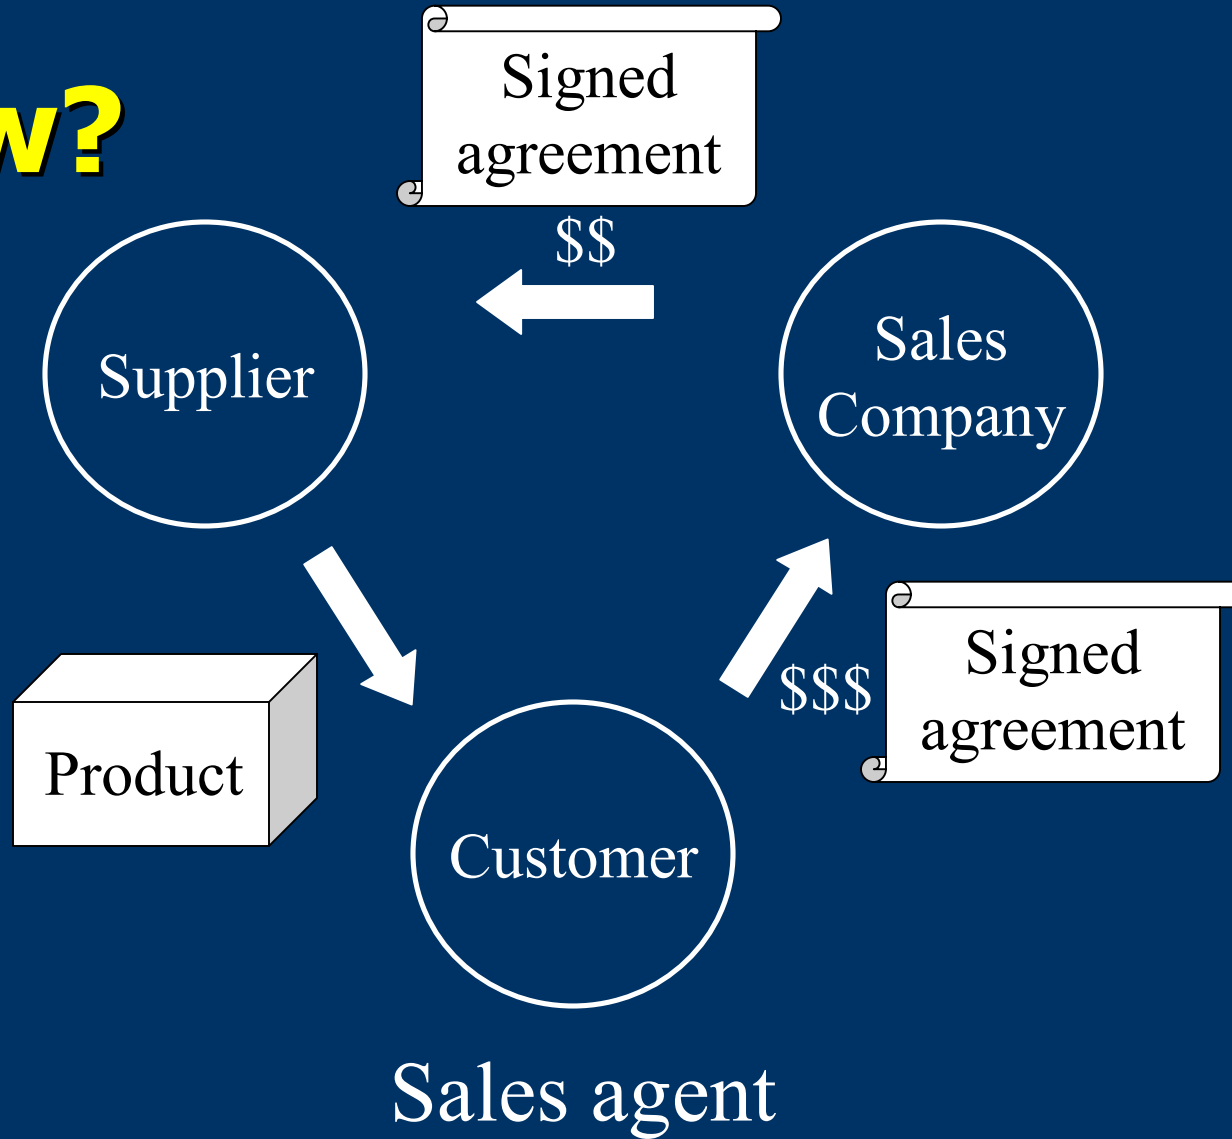 w?
Signed
agreement
$$
Supplier
Sales
Company
Signed
agreement
$$$
Product
Customer
Sales agent